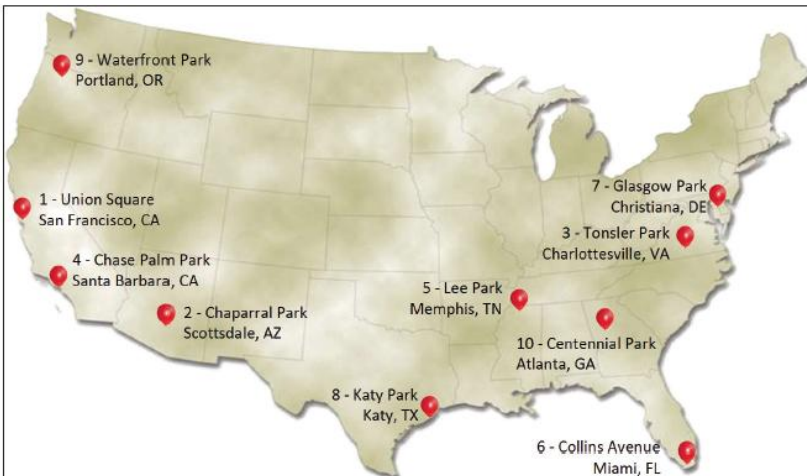 9 - Waterfront Park
Portland, OR
1 - Union Square
San Francisco, CA
7 - Glasgow Park
Christiana, DE
3 - Tonsler Park
Charlottesville, VA
4 - Chase Palm Park
Santa Barbara, CA
5 - Lee Park
Memphis, TN
2 - Chaparral Park
Scottsdale, AZ
10 - Centennial Park
Atlanta, GA
8 - Katy Park
Katy, TX
6 - Collins Avenue
Miami, FL